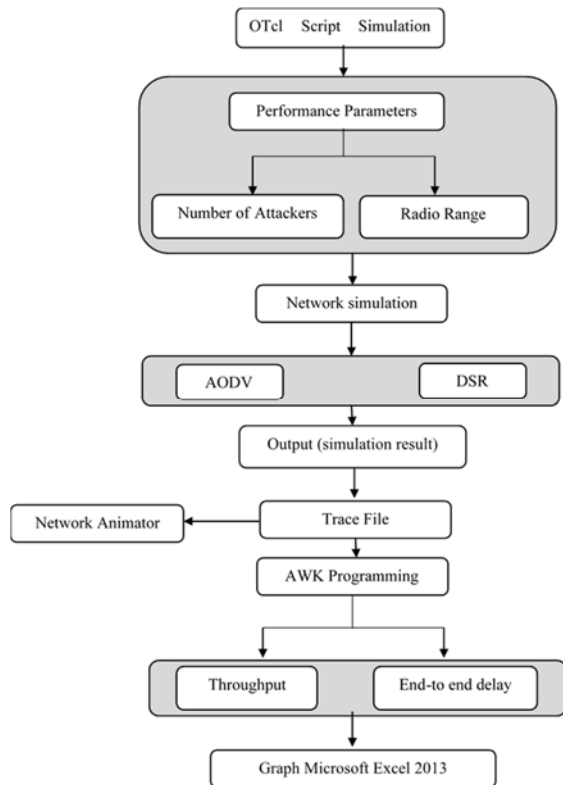 OTcl Script Simulation
Performance Parameters
Number of Attackers
Radio Range
Network simulation
AODV
DSR
Output (simulation result)
Network Animator
Trace File
AWK Programming
Throughput
End-to end delay
Graph Microsoft Excel 2013